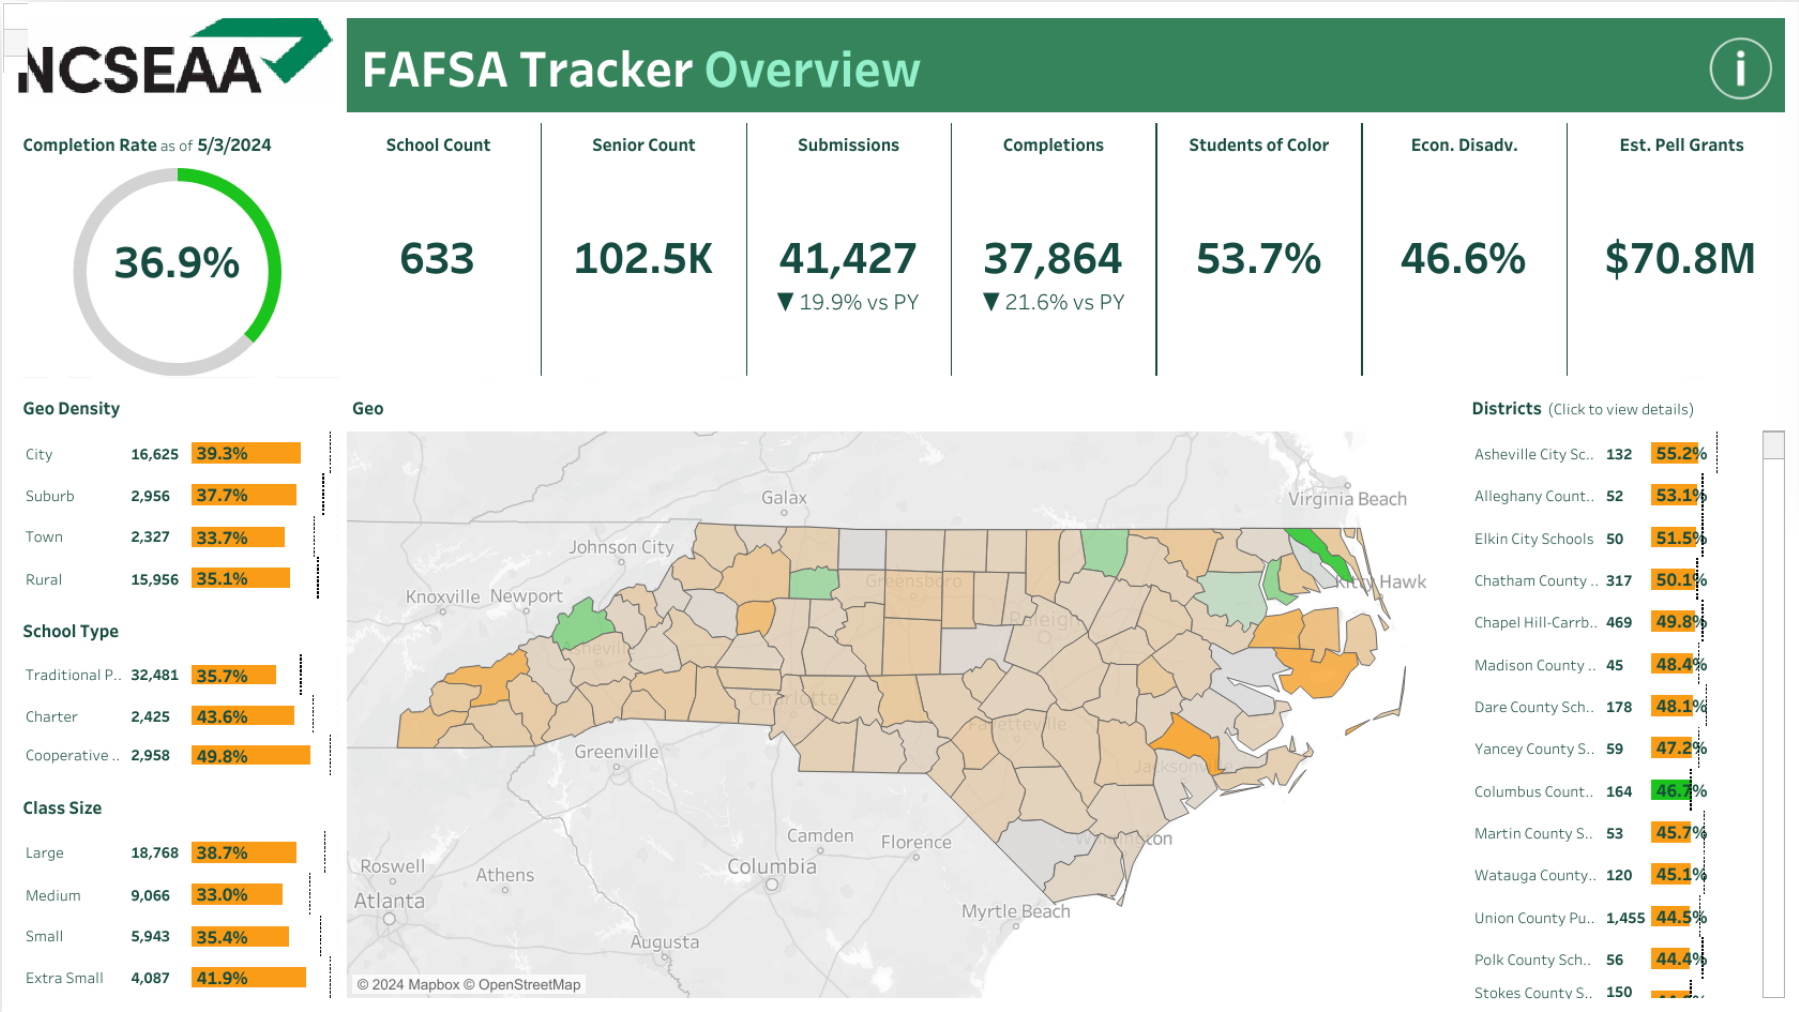 NCSEAA
FAFSA Tracker Overview
i
Completion Rate as of 5/3/2024
36.9%
School Count
633
Senior Count
102.5K
Submissions
41,427
▼ 19.9% vs PY
Completions
37,864
▼ 21.6% vs PY
Students of Color
53.7%
Econ. Disadv.
46.6%
Est. Pell Grants
$70.8M
Geo Density
City 16,625 39.3%
Suburb 2,956 37.7%
Town 2,327 33.7%
Rural 15,956 35.1%
School Type
Traditional P.. 32,481 35.7%
Charter 2,425 43.6%
Cooperative .. 2,958 49.8%
Class Size
Large 18,768 38.7%
Medium 9,066 33.0%
Small 5,943 35.4%
Extra Small 4,087 41.9%
Geo
Galax
Virginia Beach
Johnson City
Knoxville
Newport
Greensboro
Kitty Hawk
Raleigh
Asheville
Charlotte
Fayetteville
Greenville
Jacksonville
Camden
Florence
Wilmington
Roswell
Athens
Columbia
Atlanta
Myrtle Beach
Augusta
© 2024 Mapbox © OpenStreetMap
Districts (Click to view details)
Asheville City Sc.. 132 55.2%
Alleghany Count.. 52 53.1%
Elkin City Schools 50 51.5%
Chatham County .. 317 50.1%
Chapel Hill-Carrb.. 469 49.8%
Madison County .. 45 48.4%
Dare County Sch.. 178 48.1%
Yancey County S.. 59 47.2%
Columbus Count.. 164 46.7%
Martin County S.. 53 45.7%
Watauga County.. 120 45.1%
Union County Pu.. 1,455 44.5%
Polk County Sch.. 56 44.4%
Stokes County S.. 150